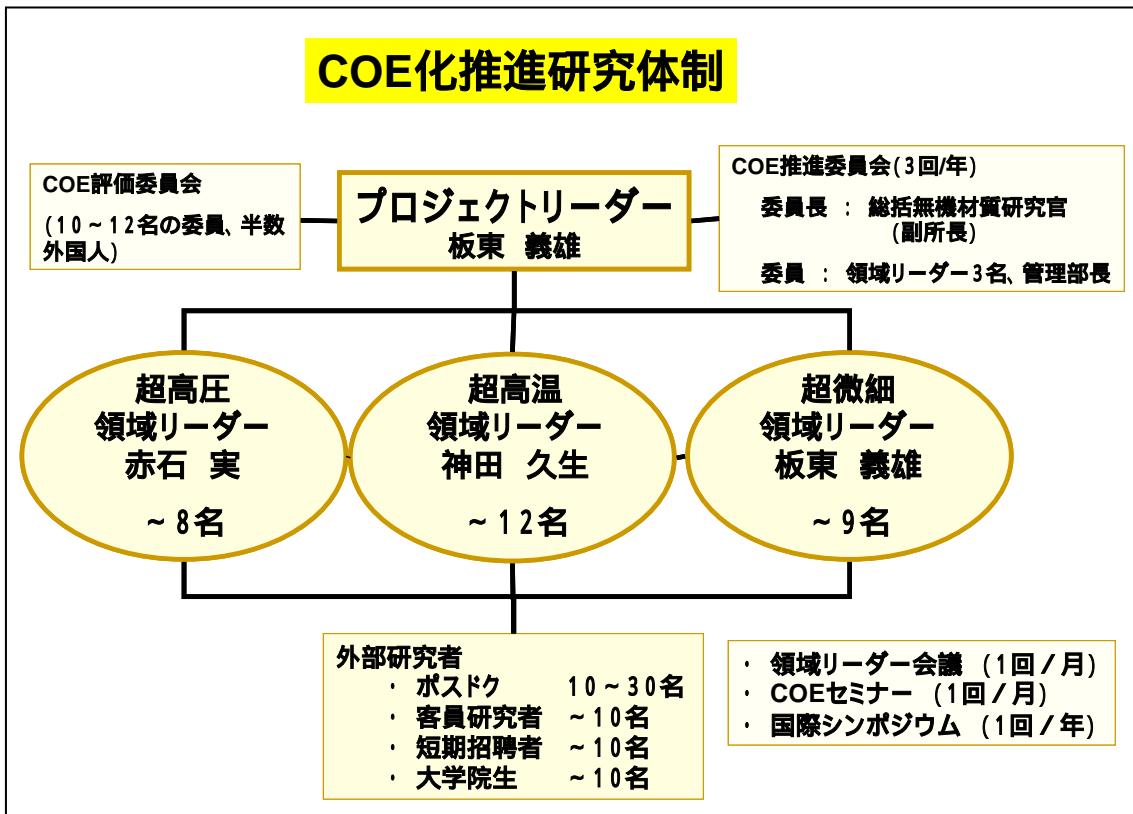 COE化推進研究体制
COE評価委員会
(10~12名の委員、半数
外国人)
プロジェクトリーダー
板東 義雄
COE推進委員会(3回/年)
委員長 : 総括無機材質研究官
(副所長)
委員 : 領域リーダー3名、管理部長
超高圧
領域リーダー
赤石 実
~8名
超高温
領域リーダー
神田 久生
~12名
超微細
領域リーダー
板東 義雄
~9名
外部研究者
・ ポスドク 10~30名
・ 客員研究者 ~10名
・ 短期招聘者 ~10名
・ 大学院生 ~10名
・ 領域リーダー会議 (1回/月)
・ COEセミナー (1回/月)
・ 国際シンポジウム (1回/年)